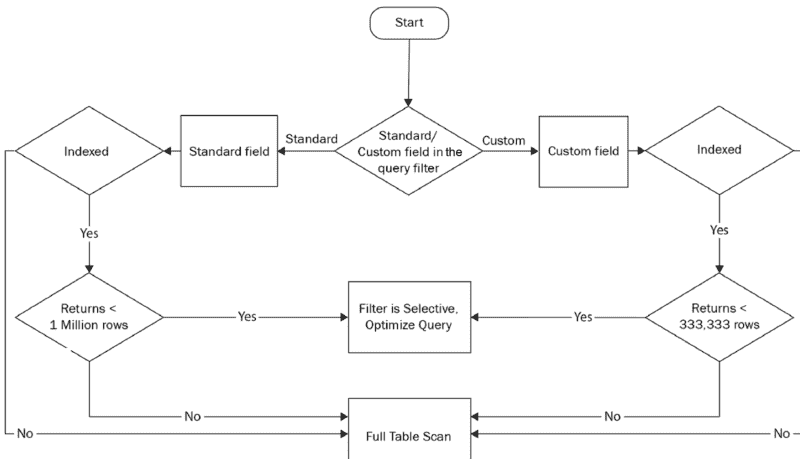 Start
Standard/
Custom field in the
query filter
Standard
Custom
Standard field
Custom field
Indexed
Indexed
Yes
Yes
Returns <
1 Million rows
Yes
Filter is Selective,
Optimize Query
Yes
Returns <
333,333 rows
No
No
No
Full Table Scan
No